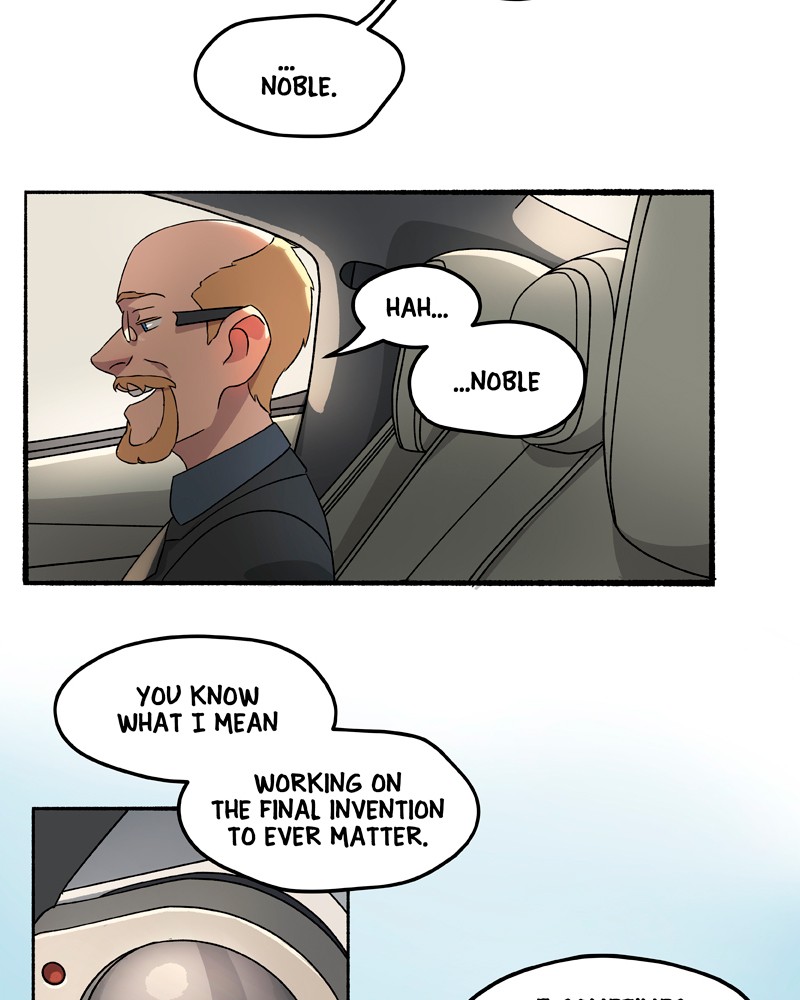 ...
NOBLE.
HAH...
...NOBLE
YOU KNOW
WHAT I MEAN
WORKING ON
THE FINAL INVENTION
TO EVER MATTER.